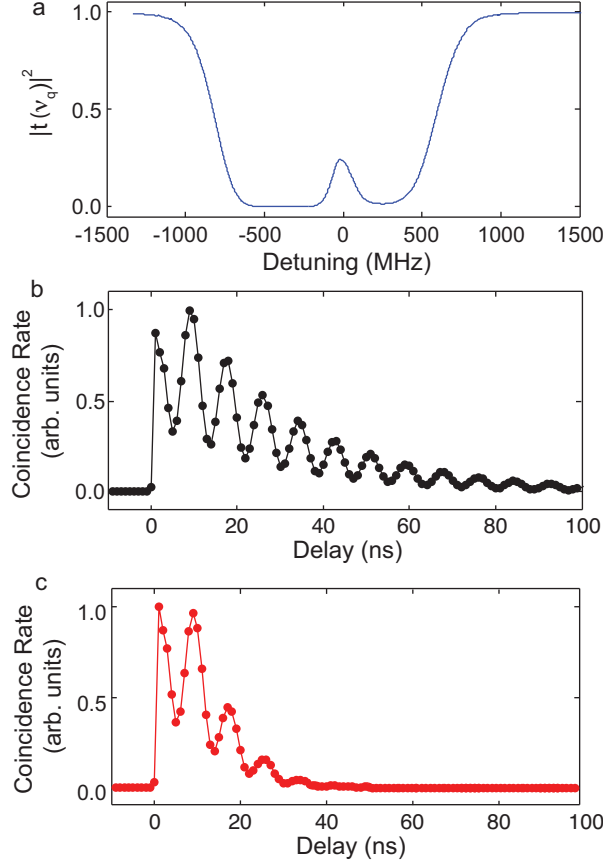 a
|t(ν_q)|²
1.0
0.5
0.0
-1500 -1000 -500 0 500 1000 1500
Detuning (MHz)
b
Coincidence Rate
(arb. units)
1.0
0.5
0.0
0 20 40 60 80 100
Delay (ns)
c
Coincidence Rate
(arb. units)
1.0
0.5
0.0
0 20 40 60 80 100
Delay (ns)